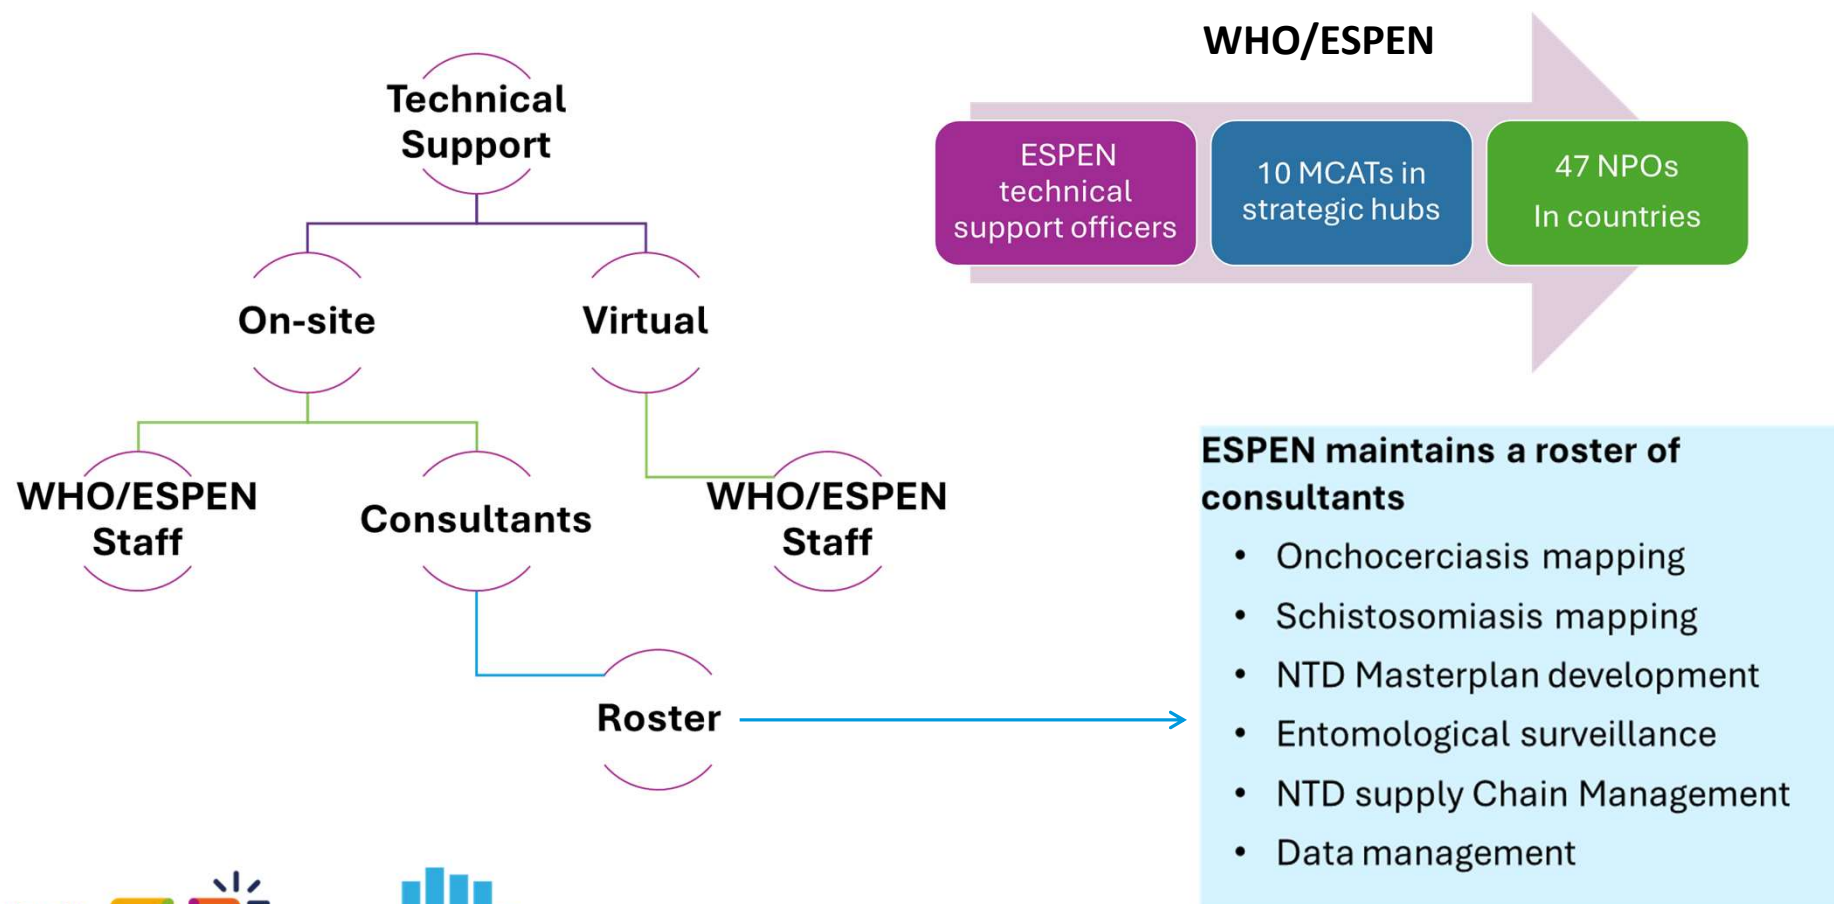 Technical
Support
On-site
Virtual
WHO/ESPEN
Staff
Consultants
WHO/ESPEN
Staff
Roster
WHO/ESPEN
ESPEN
technical
support officers
10 MCATs in
strategic hubs
47 NPOs
In countries
ESPEN maintains a roster of
consultants
• Onchocerciasis mapping
• Schistosomiasis mapping
• NTD Masterplan development
• Entomological surveillance
• NTD supply Chain Management
• Data management